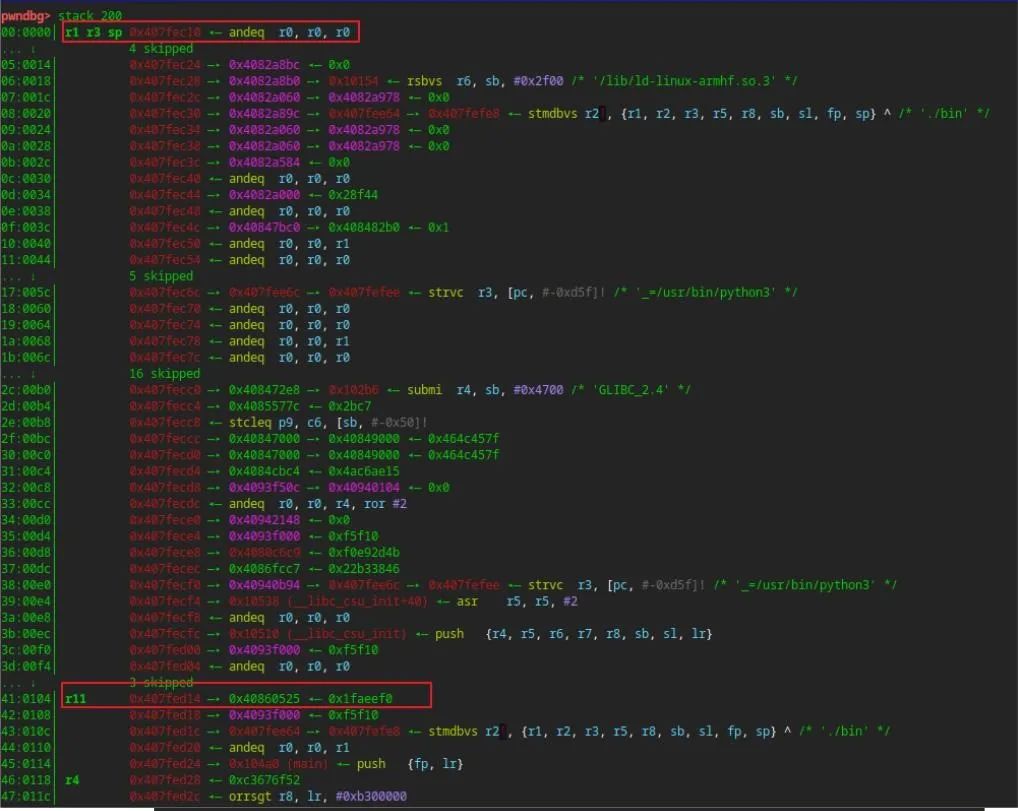 pwndbg> stack 200
00:0000│ r1 r3 sp 0x407fec10 ◂— andeq  r0, r0, r0
... ↓            4 skipped
05:0014│          0x407fec24 —▸ 0x4082a8bc ◂— 0x0
06:0018│          0x407fec28 —▸ 0x4082a8b0 —▸ 0x10154 ◂— rsbvs  r6, sb, #0x2f00 /* '/lib/ld-linux-armhf.so.3' */
07:001c│          0x407fec2c —▸ 0x4082a060 —▸ 0x4082a978 ◂— 0x0
08:0020│          0x407fec30 —▸ 0x4082a89c —▸ 0x407fee64 —▸ 0x407fefe8 ◂— stmdbvs r2 , {r1, r2, r3, r5, r8, sb, sl, fp, sp} ^ /* './bin' */
09:0024│          0x407fec34 —▸ 0x4082a060 —▸ 0x4082a978 ◂— 0x0
0a:0028│          0x407fec38 —▸ 0x4082a060 —▸ 0x4082a978 ◂— 0x0
0b:002c│          0x407fec3c —▸ 0x4082a584 ◂— 0x0
0c:0030│          0x407fec40 ◂— andeq  r0, r0, r0
0d:0034│          0x407fec44 —▸ 0x4082a000 ◂— 0x28f44
0e:0038│          0x407fec48 ◂— andeq  r0, r0, r0
0f:003c│          0x407fec4c —▸ 0x40847bc0 —▸ 0x408482b0 ◂— 0x1
10:0040│          0x407fec50 ◂— andeq  r0, r0, r1
11:0044│          0x407fec54 ◂— andeq  r0, r0, r0
... ↓            5 skipped
17:005c│          0x407fec6c —▸ 0x407fee6c —▸ 0x407fefee ◂— strvc  r3, [pc, #-0xd5f]! /* '_=/usr/bin/python3' */
18:0060│          0x407fec70 ◂— andeq  r0, r0, r0
19:0064│          0x407fec74 ◂— andeq  r0, r0, r0
1a:0068│          0x407fec78 ◂— andeq  r0, r0, r1
1b:006c│          0x407fec7c ◂— andeq  r0, r0, r0
... ↓            16 skipped
2c:00b0│          0x407fecc0 —▸ 0x408472e8 —▸ 0x102b6 ◂— submi  r4, sb, #0x4700 /* 'GLIBC_2.4' */
2d:00b4│          0x407fecc4 —▸ 0x4085577c ◂— 0x2bc7
2e:00b8│          0x407fecc8 ◂— stcleq p9, c6, [sb, #-0x50]!
2f:00bc│          0x407feccc —▸ 0x40847000 —▸ 0x40849000 ◂— 0x464c457f
30:00c0│          0x407fecd0 —▸ 0x40847000 —▸ 0x40849000 ◂— 0x464c457f
31:00c4│          0x407fecd4 —▸ 0x4084cbc4 ◂— 0x4ac6ae15
32:00c8│          0x407fecd8 —▸ 0x4093f50c —▸ 0x40940104 ◂— 0x0
33:00cc│          0x407fecdc ◂— andeq  r0, r0, r4, ror #2
34:00d0│          0x407fece0 —▸ 0x40942148 ◂— 0x0
35:00d4│          0x407fece4 —▸ 0x4093f000 ◂— 0xf5f10
36:00d8│          0x407fece8 —▸ 0x4080c6c9 ◂— 0xf0e92d4b
37:00dc│          0x407fecec —▸ 0x4086fcc7 ◂— 0x22b33846
38:00e0│          0x407fecf0 —▸ 0x40940b94 —▸ 0x407fee6c —▸ 0x407fefee ◂— strvc  r3, [pc, #-0xd5f]! /* '_=/usr/bin/python3' */
39:00e4│          0x407fecf4 —▸ 0x10538 (__libc_csu_init+40) ◂— asr    r5, r5, #2
3a:00e8│          0x407fecf8 ◂— andeq  r0, r0, r0
3b:00ec│          0x407fecfc —▸ 0x10510 (__libc_csu_init) ◂— push   {r4, r5, r6, r7, r8, sb, sl, lr}
3c:00f0│          0x407fed00 —▸ 0x4093f000 ◂— 0xf5f10
3d:00f4│          0x407fed04 ◂— andeq  r0, r0, r0
... ↓            3 skipped
41:0104│ r11      0x407fed14 —▸ 0x40860525 ◂— 0x1faeef0
42:0108│          0x407fed18 —▸ 0x4093f000 ◂— 0xf5f10
43:010c│          0x407fed1c —▸ 0x407fee64 —▸ 0x407fefe8 ◂— stmdbvs r2 , {r1, r2, r3, r5, r8, sb, sl, fp, sp} ^ /* './bin' */
44:0110│          0x407fed20 ◂— andeq  r0, r0, r1
45:0114│          0x407fed24 —▸ 0x104a0 (main) ◂— push   {fp, lr}
46:0118│ r4       0x407fed28 ◂— 0xc3676f52
47:011c│          0x407fed2c ◂— orrsgt r8, lr, #0xb300000